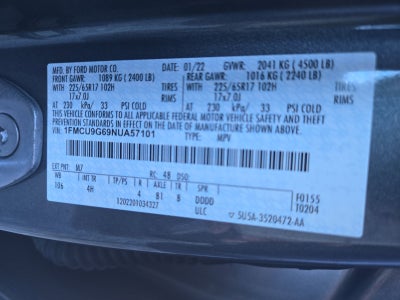 MFD. BY FORD MOTOR CO. 01/22 GVWR: 2041 KG (4500 LB)
FRONT GAWR: 1089 KG (2400 LB) REAR GAWR: 1016 KG (2240 LB)
WITH 225/65R17 102H TIRES WITH 225/65R17 102H TIRES
17x7.0J RIMS 17x7.0J RIMS
AT 230 kPa/ 33 PSI COLD AT 230 kPa/ 33 PSI COLD
THIS VEHICLE CONFORMS TO ALL APPLICABLE FEDERAL MOTOR VEHICLE SAFETY AND THEFT PREVENTION STANDARDS IN EFFECT ON THE DATE OF MANUFACTURE SHOWN ABOVE.
VIN: 1FMCU9G69NUA57101
TYPE: MPV
EXT PNT: M7 RC: 48 DSO:
WB INT TR TP/PS R AXLE TR SPR F0155
106 4H 4 B1 8 DDDD T0204
1202201034327 ULC 5U5A-3520472-AA